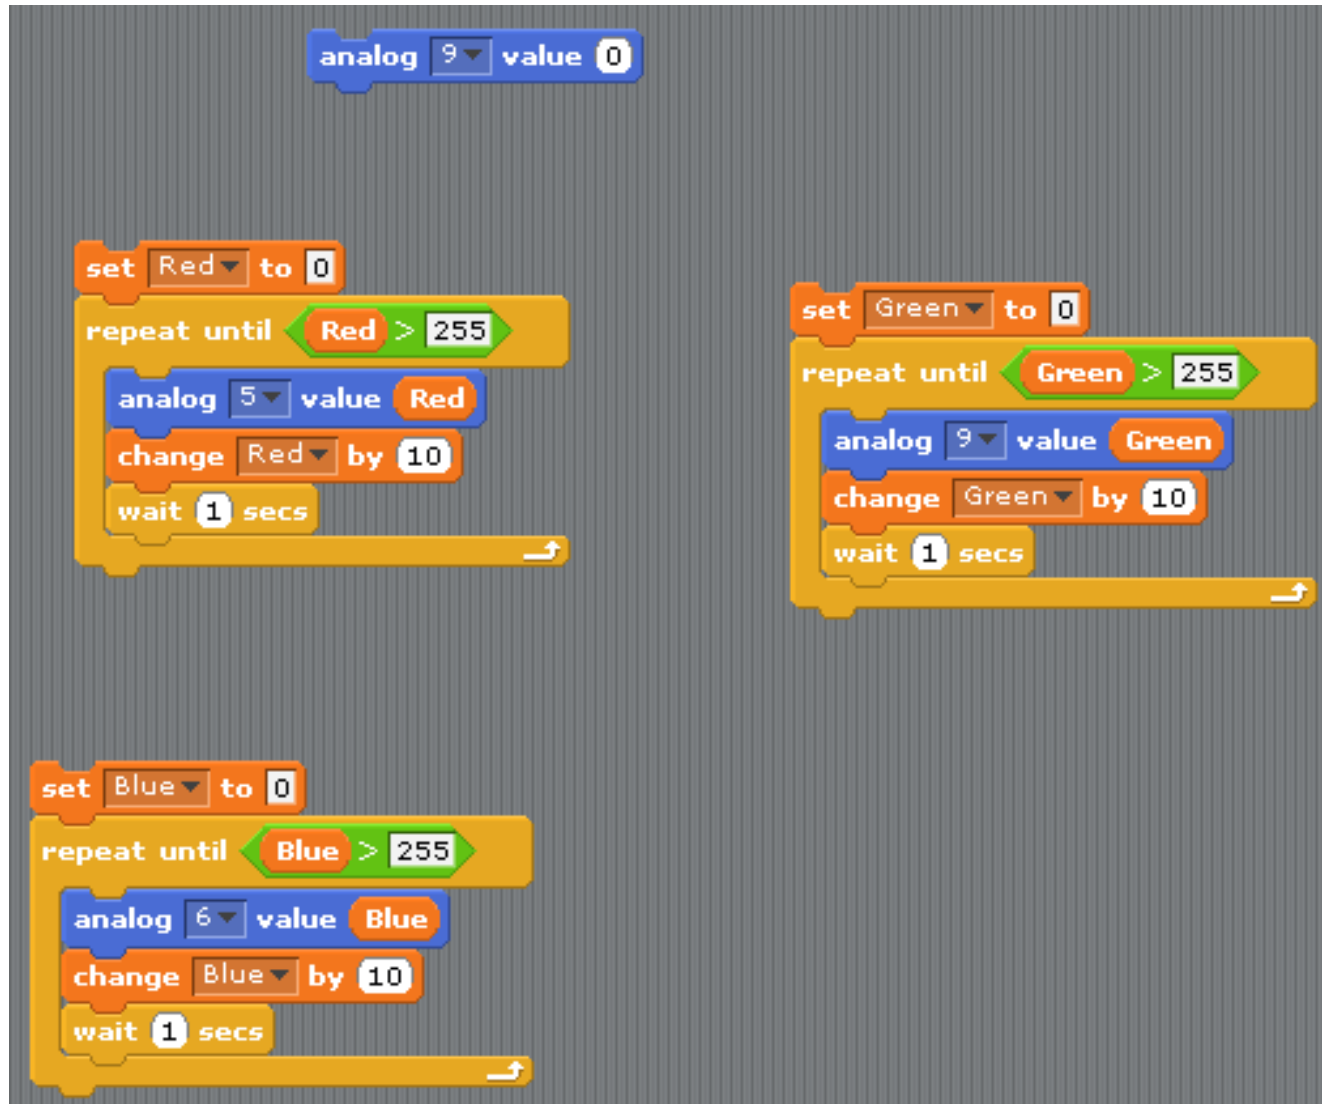 analog 9 value 0
set Red to 0
repeat until Red > 255
analog 5 value Red
change Red by 10
wait 1 secs
set Green to 0
repeat until Green > 255
analog 9 value Green
change Green by 10
wait 1 secs
set Blue to 0
repeat until Blue > 255
analog 6 value Blue
change Blue by 10
wait 1 secs